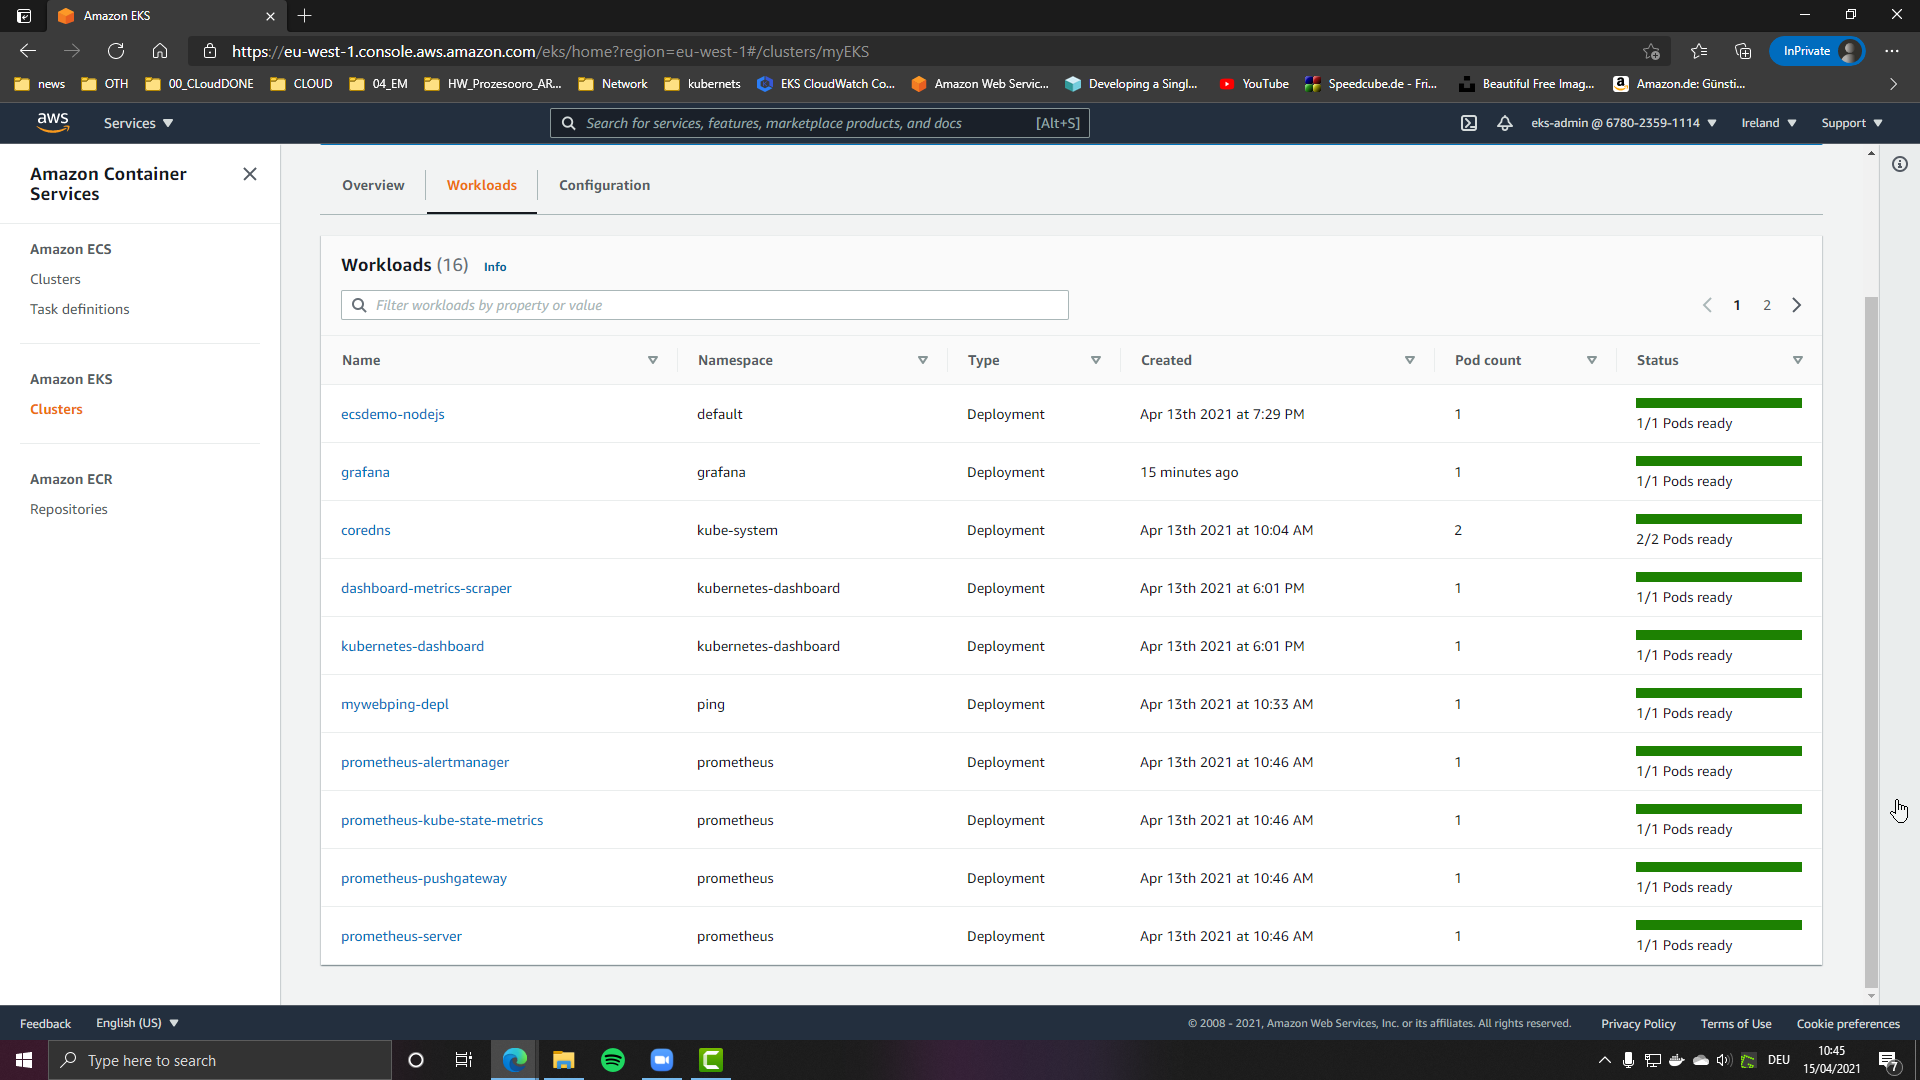 Amazon EKS
https://eu-west-1.console.aws.amazon.com/eks/home?region=eu-west-1#/clusters/myEKS
InPrivate
news
OTH
00_CLoudDONE
CLOUD
04_EM
HW_Prozesooro_AR...
Network
kubernets
EKS CloudWatch Co...
Amazon Web Servic...
Developing a Singl...
YouTube
Speedcube.de - Fri...
Beautiful Free Imag...
Amazon.de: Günsti...
aws
Services
Search for services, features, marketplace products, and docs
[Alt+S]
eks-admin @ 6780-2359-1114
Ireland
Support
Amazon Container
Services
Amazon ECS
Clusters
Task definitions
Amazon EKS
Clusters
Amazon ECR
Repositories
Overview
Workloads
Configuration
Workloads (16) Info
Filter workloads by property or value
1 2
Name Namespace Type Created Pod count Status
ecsdemo-nodejs default Deployment Apr 13th 2021 at 7:29 PM 1 1/1 Pods ready
grafana grafana Deployment 15 minutes ago 1 1/1 Pods ready
coredns kube-system Deployment Apr 13th 2021 at 10:04 AM 2 2/2 Pods ready
dashboard-metrics-scraper kubernetes-dashboard Deployment Apr 13th 2021 at 6:01 PM 1 1/1 Pods ready
kubernetes-dashboard kubernetes-dashboard Deployment Apr 13th 2021 at 6:01 PM 1 1/1 Pods ready
mywebping-depl ping Deployment Apr 13th 2021 at 10:33 AM 1 1/1 Pods ready
prometheus-alertmanager prometheus Deployment Apr 13th 2021 at 10:46 AM 1 1/1 Pods ready
prometheus-kube-state-metrics prometheus Deployment Apr 13th 2021 at 10:46 AM 1 1/1 Pods ready
prometheus-pushgateway prometheus Deployment Apr 13th 2021 at 10:46 AM 1 1/1 Pods ready
prometheus-server prometheus Deployment Apr 13th 2021 at 10:46 AM 1 1/1 Pods ready
Feedback
English (US)
© 2008 - 2021, Amazon Web Services, Inc. or its affiliates. All rights reserved.
Privacy Policy
Terms of Use
Cookie preferences
Type here to search
DEU
10:45
15/04/2021
7